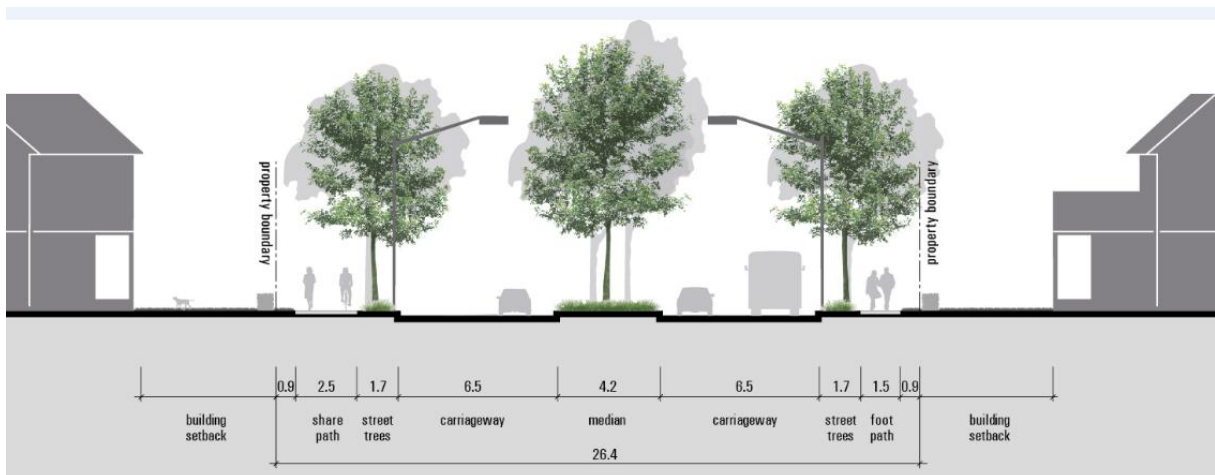 property boundary
property boundary
0.9 2.5 1.7 6.5 4.2 6.5 1.7 1.5 0.9
building setback
share path
street trees
carriageway
median
carriageway
street trees
foot path
building setback
26.4